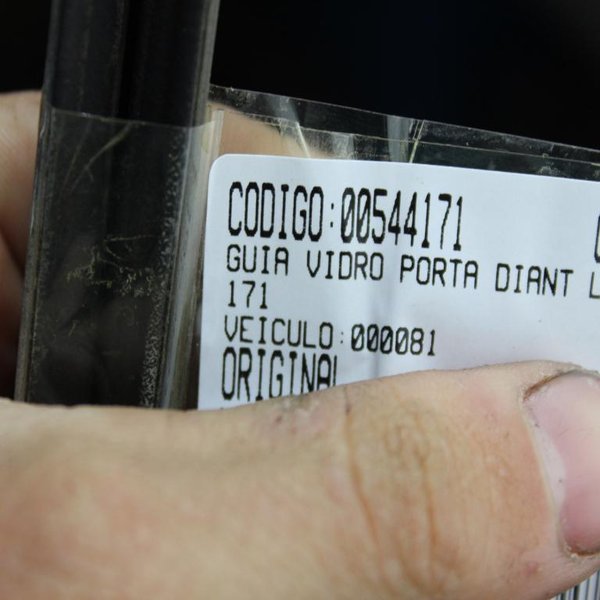 CODIGO:00544171
GUIA VIDRO PORTA DIANT L
171
VEICULO:000081
ORIGINAL